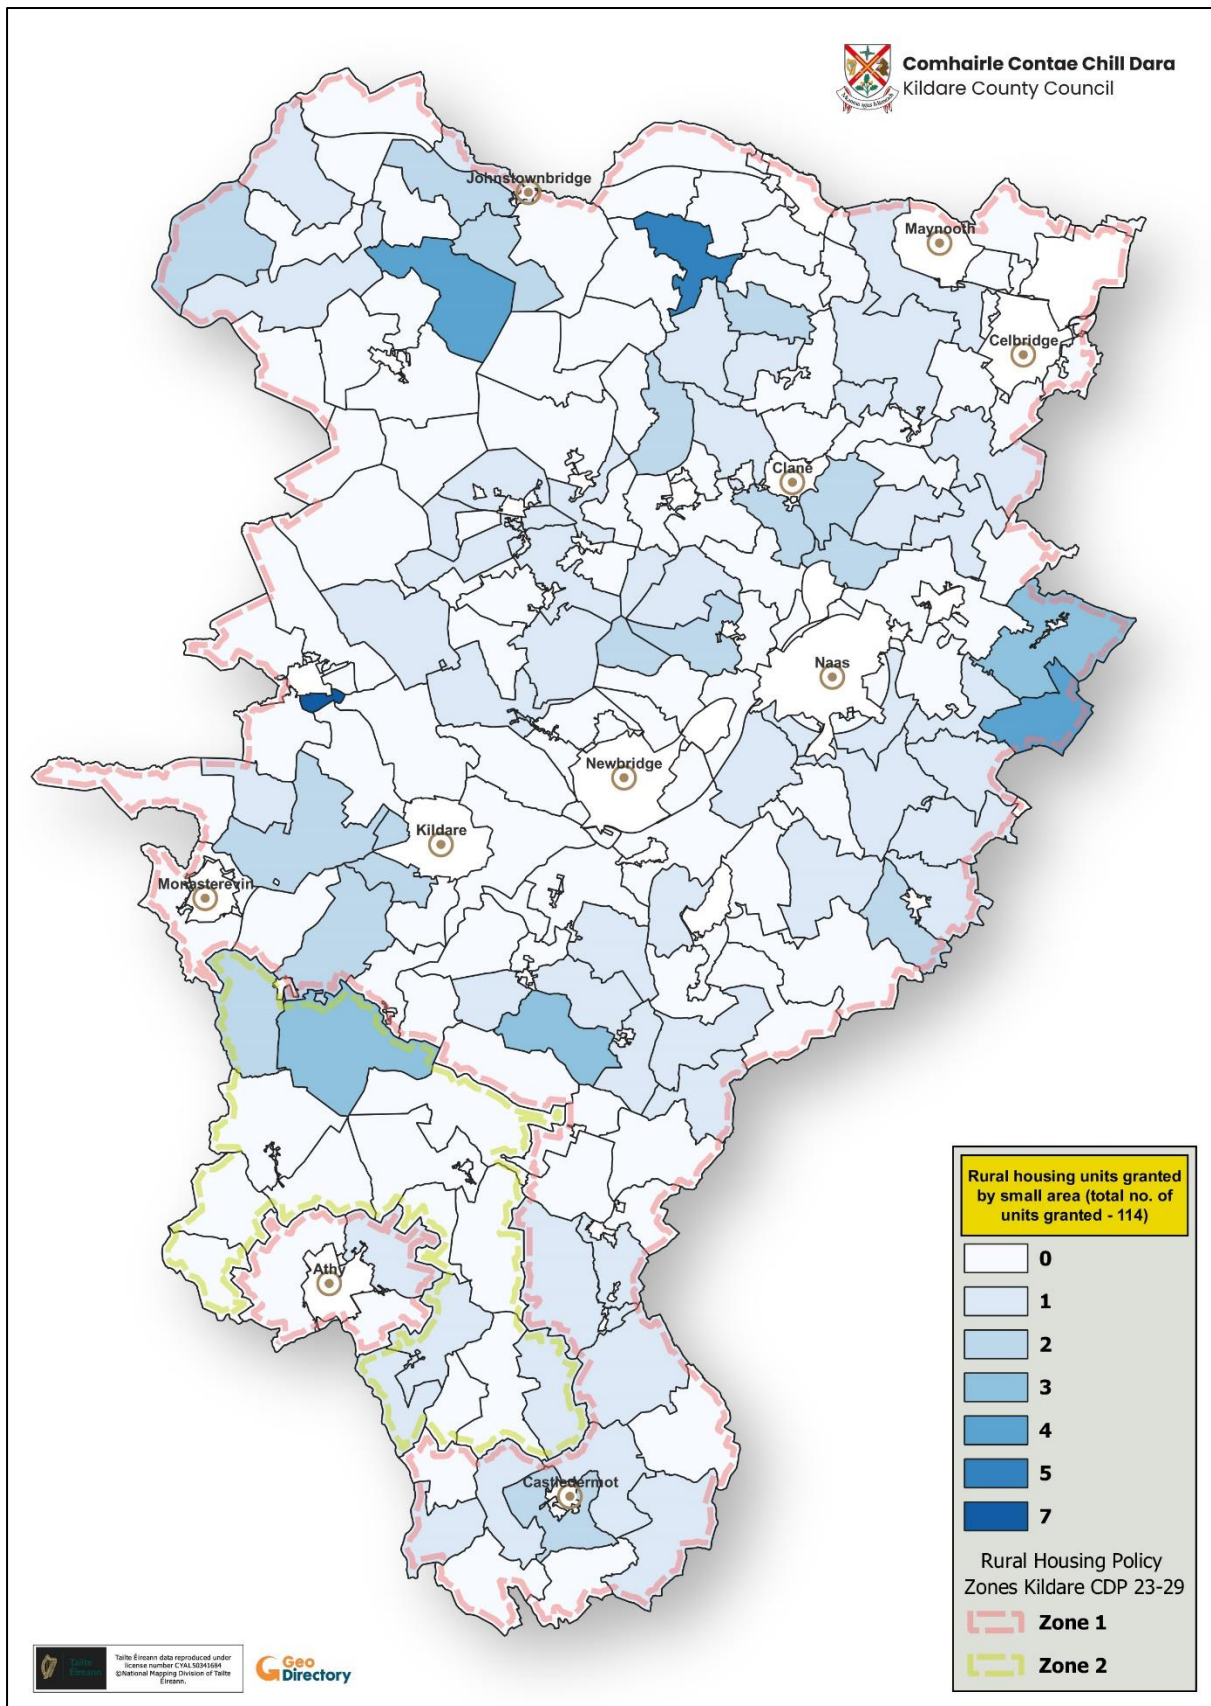 Comhairle Contae Chill Dara
Kildare County Council
Johnstownbridge
Maynooth
Celbridge
Clane
Naas
Newbridge
Kildare
Monasterevin
Athy
Castledermot
Rural housing units granted
by small area (total no. of
units granted - 114)
0
1
2
3
4
5
7
Rural Housing Policy
Zones Kildare CDP 23-29
Zone 1
Zone 2
Tailte
Éireann
Tailte Éireann data reproduced under
license number CYAL50341684
©National Mapping Division of Tailte
Éireann.
Geo
Directory